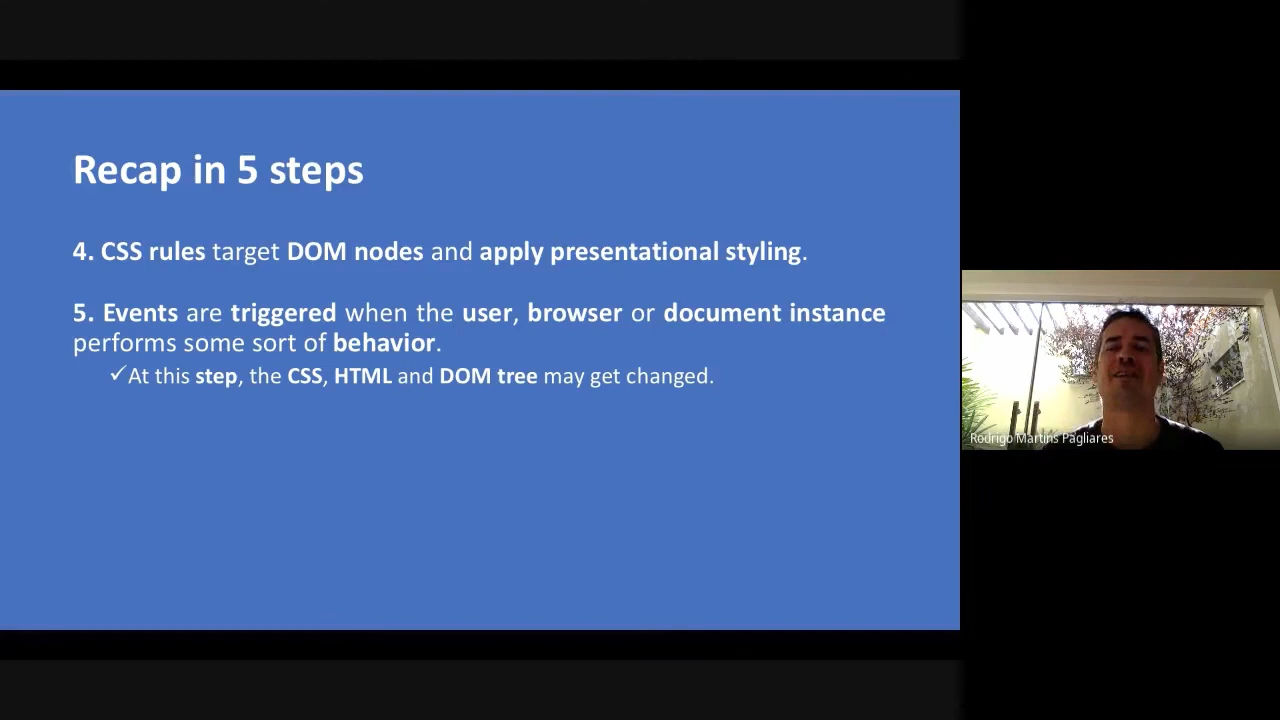 Recap in 5 steps
4. CSS rules target DOM nodes and apply presentational styling.
5. Events are triggered when the user, browser or document instance
performs some sort of behavior.
✓At this step, the CSS, HTML and DOM tree may get changed.
Rodrigo Martins Pagliares